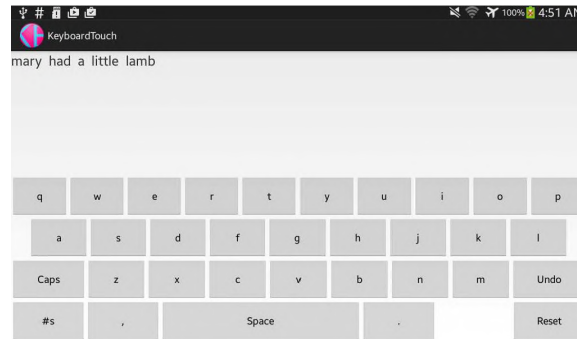 # 100% 4:51 AM
KeyboardTouch
mary had a little lamb
q w e r t y u i o p
a s d f g h j k l
Caps z x c v b n m Undo
#s , Space . Reset